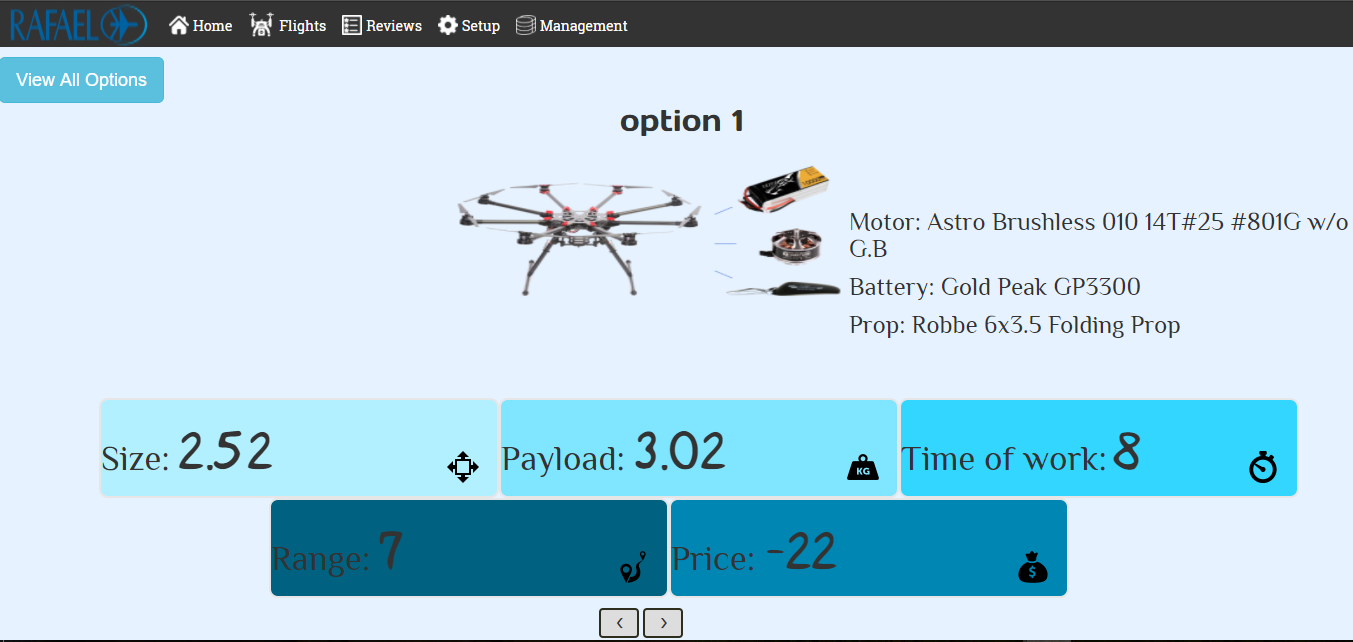 RAFAEL Home Flights Reviews Setup Management
View All Options
option 1
Motor: Astro Brushless 010 14T#25 #801G w/o
G.B
Battery: Gold Peak GP3300
Prop: Robbe 6x3.5 Folding Prop
Size: 2.52
KG
Payload: 3.02
Time of work: 8
Range: 7
Price: -22
$
‹ ›